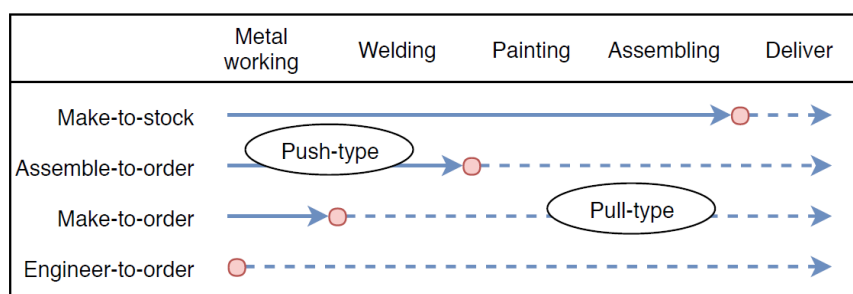 Metal
working
Welding
Painting
Assembling
Deliver
Make-to-stock
Push-type
Assemble-to-order
Pull-type
Make-to-order
Engineer-to-order